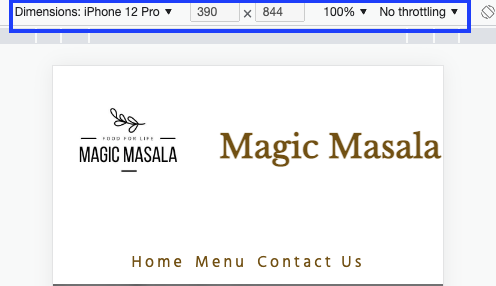 Dimensions: iPhone 12 Pro ▼ 390 × 844 100% ▼ No throttling ▼
FOOD FOR LIFE
MAGIC MASALA
Magic Masala
Home Menu Contact Us